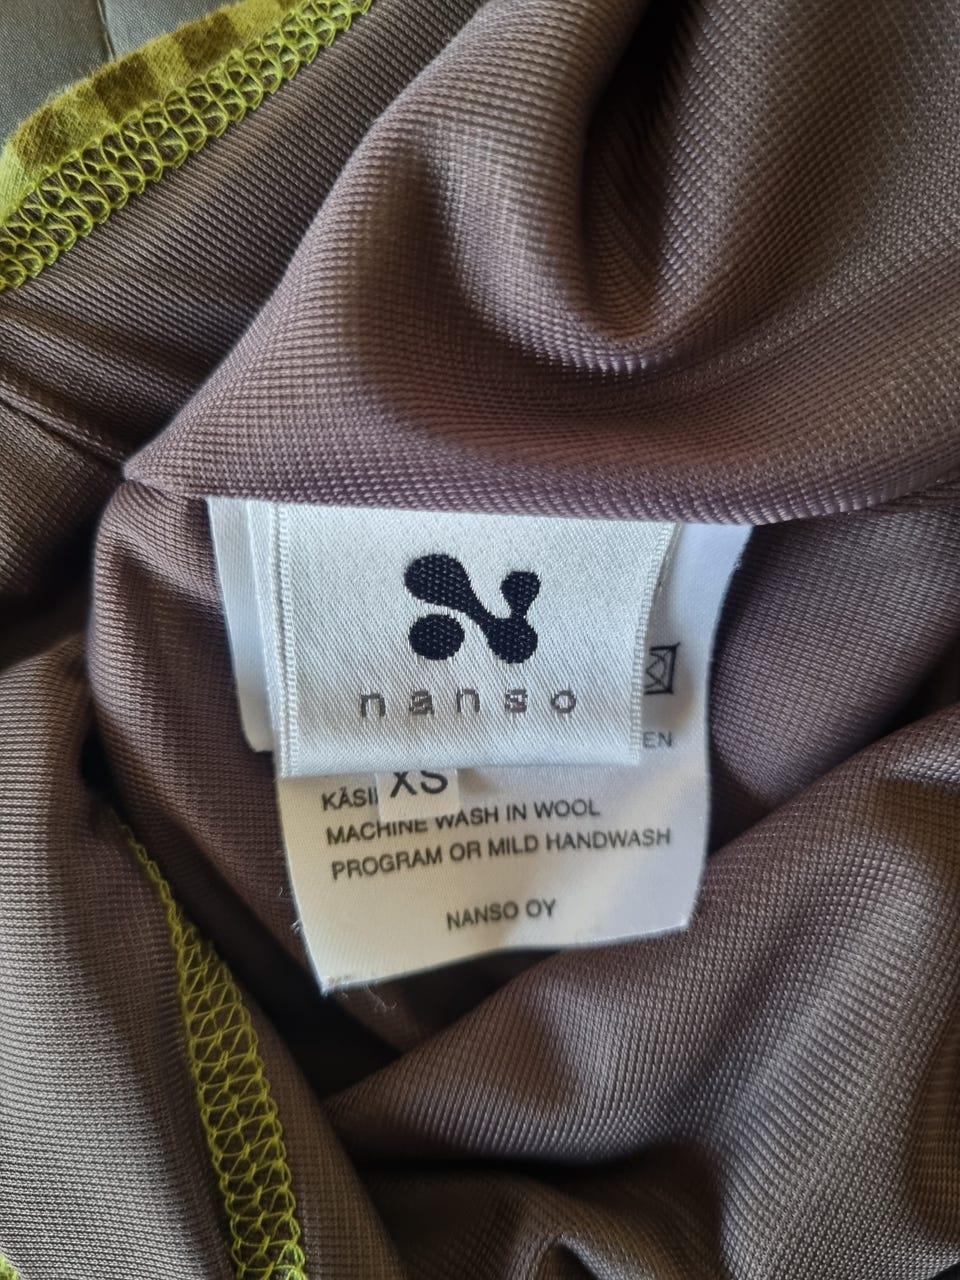 nanso
EN
XS
KÄSI
MACHINE WASH IN WOOL
PROGRAM OR MILD HANDWASH
NANSO OY